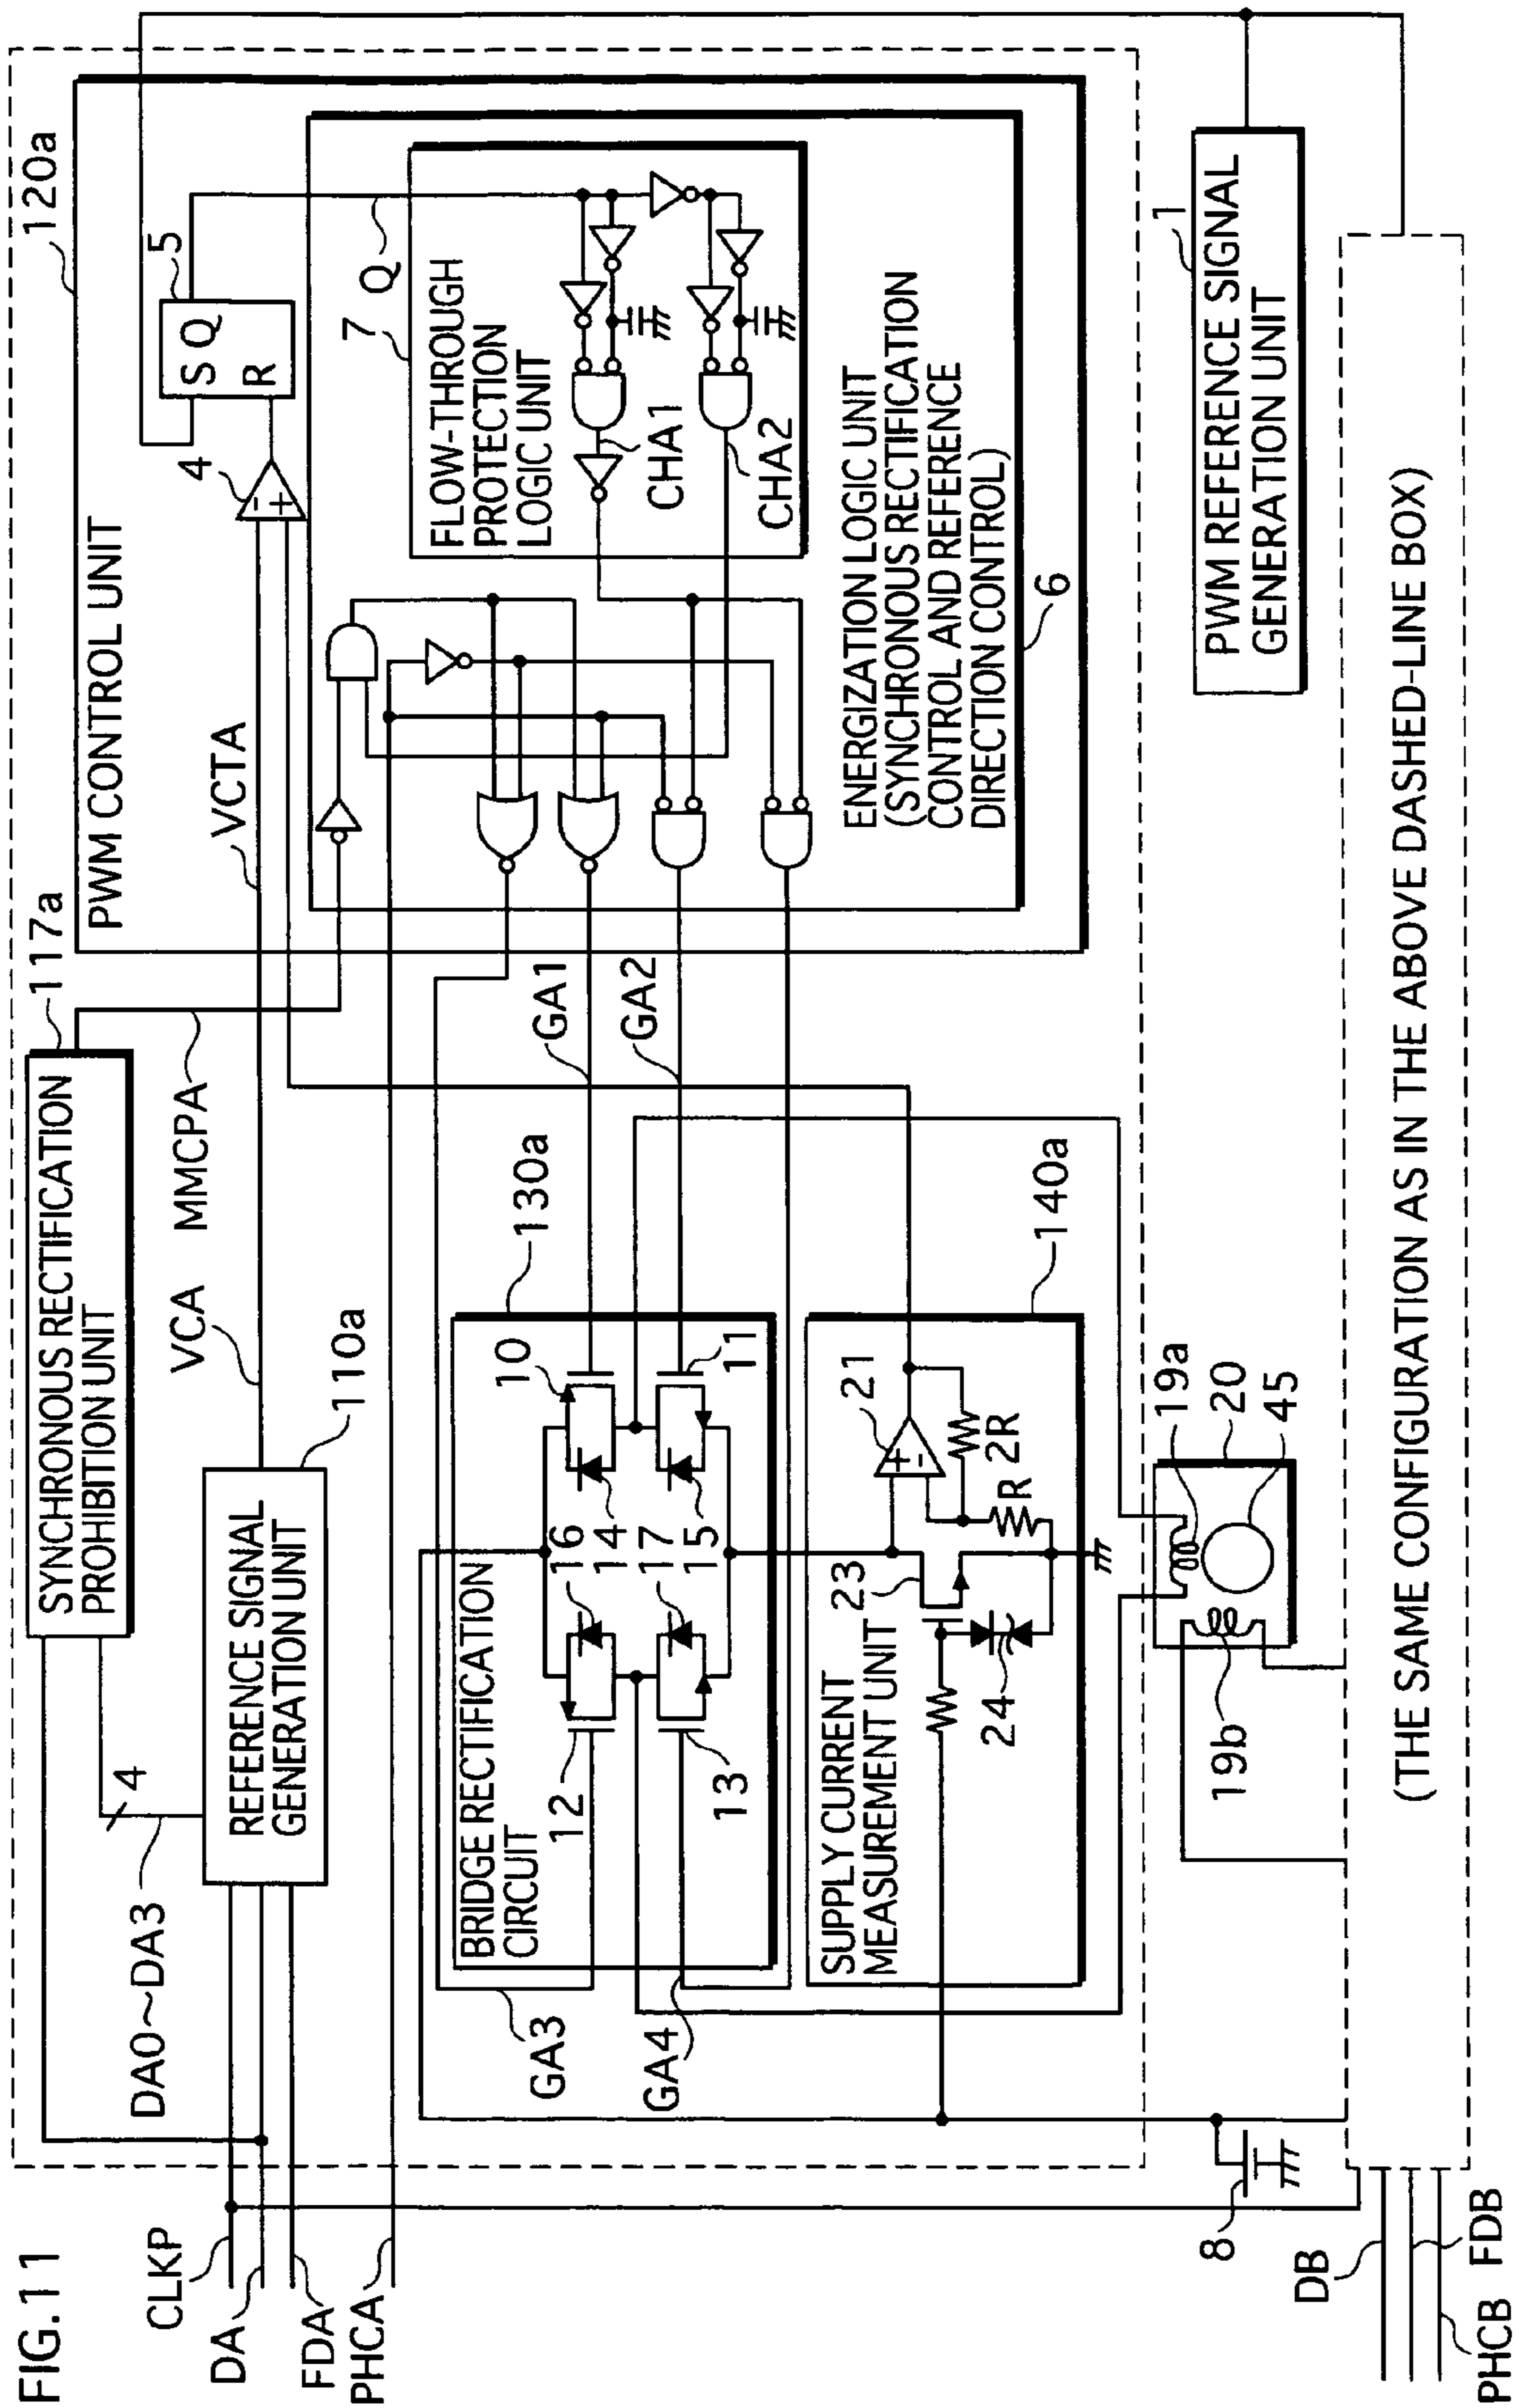 FIG.11
CLKP
DA
FDA
PHCA
DA0~DA3
4
SYNCHRONOUS RECTIFICATION
PROHIBITION UNIT
117a
MMCPA
REFERENCE SIGNAL
GENERATION UNIT
110a
VCA
VCTA
PWM CONTROL UNIT
120a
4
5
S Q
R
Q
7
FLOW-THROUGH
PROTECTION
LOGIC UNIT
CHA1
CHA2
ENERGIZATION LOGIC UNIT
(SYNCHRONOUS RECTIFICATION
CONTROL AND REFERENCE
DIRECTION CONTROL)
6
GA1
GA2
GA3
GA4
BRIDGE RECTIFICATION
CIRCUIT
130a
10
11
12
13
14
15
16
17
SUPPLY CURRENT
MEASUREMENT UNIT
140a
21
2R
R
+
-
+
-
23
24
19a
20
45
19b
8
1
PWM REFERENCE SIGNAL
GENERATION UNIT
(THE SAME CONFIGURATION AS IN THE ABOVE DASHED-LINE BOX)
DB
FDB
PHCB